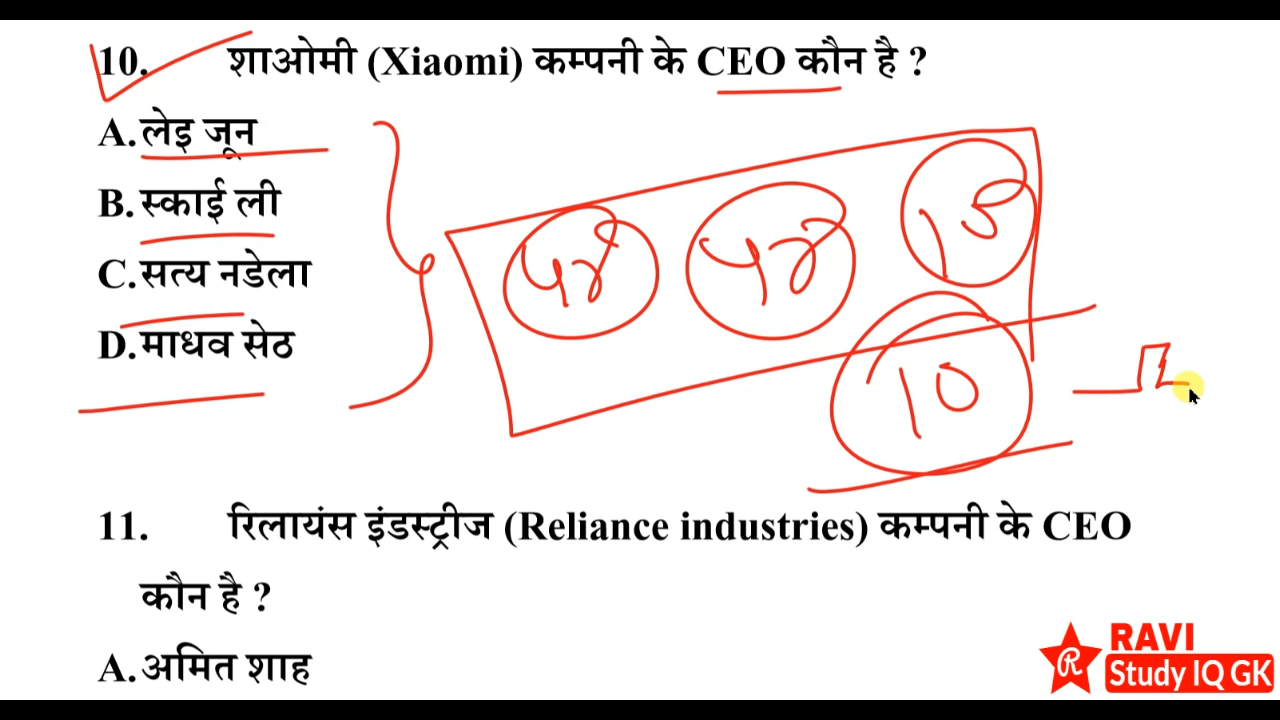 10. शाओमी (Xiaomi) कम्पनी के CEO कौन है ?
A. लेइ जून
B. स्काई ली
C. सत्य नडेला
D. माधव सेठ
10
11. रिलायंस इंडस्ट्रीज (Reliance industries) कम्पनी के CEO
कौन है ?
A. अमित शाह
RAVI
R Study IQ GK